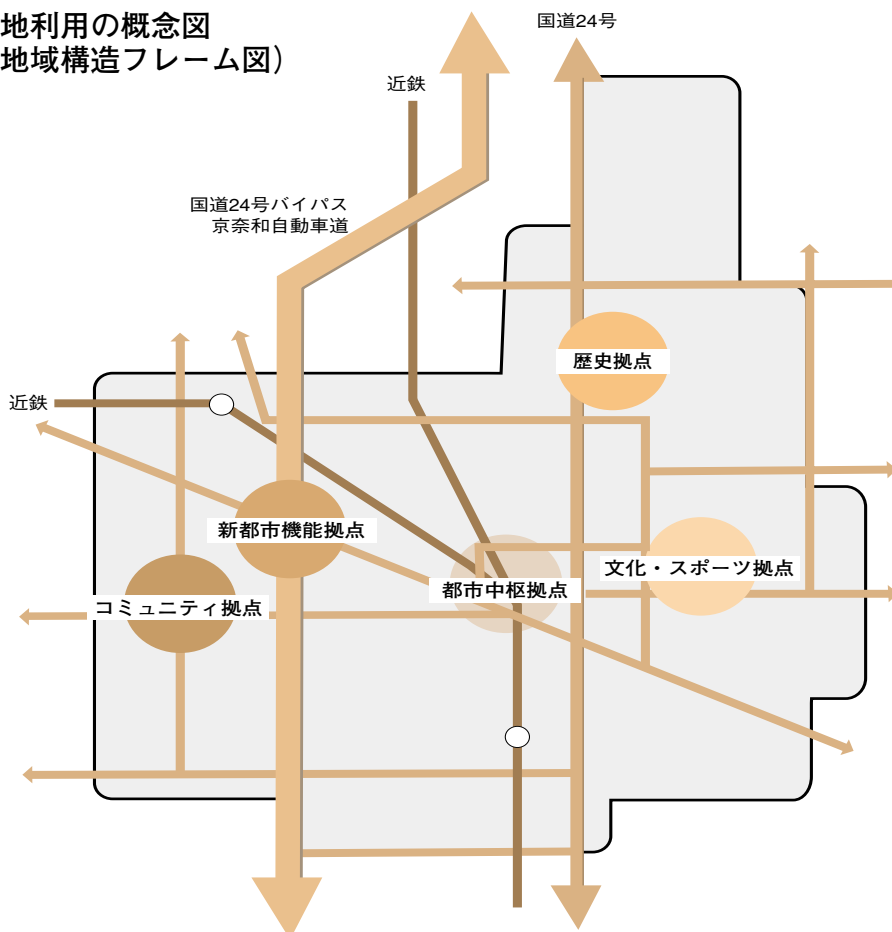 地利用の概念図
地域構造フレーム図）
国道24号
近鉄
国道24号バイパス
京奈和自動車道
歴史拠点
近鉄
新都市機能拠点
文化・スポーツ拠点
都市中枢拠点
コミュニティ拠点